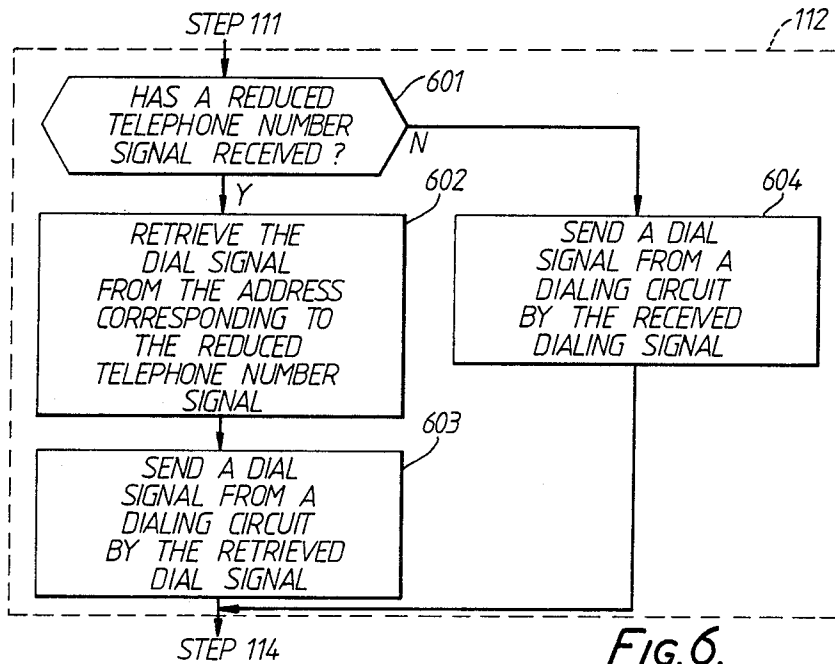 STEP 111
112
HAS A REDUCED
TELEPHONE NUMBER
SIGNAL RECEIVED?
601
N
Y
602
RETRIEVE THE
DIAL SIGNAL
FROM THE ADDRESS
CORRESPONDING TO
THE REDUCED
TELEPHONE NUMBER
SIGNAL
604
SEND A DIAL
SIGNAL FROM A
DIALING CIRCUIT
BY THE RECEIVED
DIALING SIGNAL
603
SEND A DIAL
SIGNAL FROM A
DIALING CIRCUIT
BY THE RETRIEVED
DIAL SIGNAL
STEP 114
FIG.6.